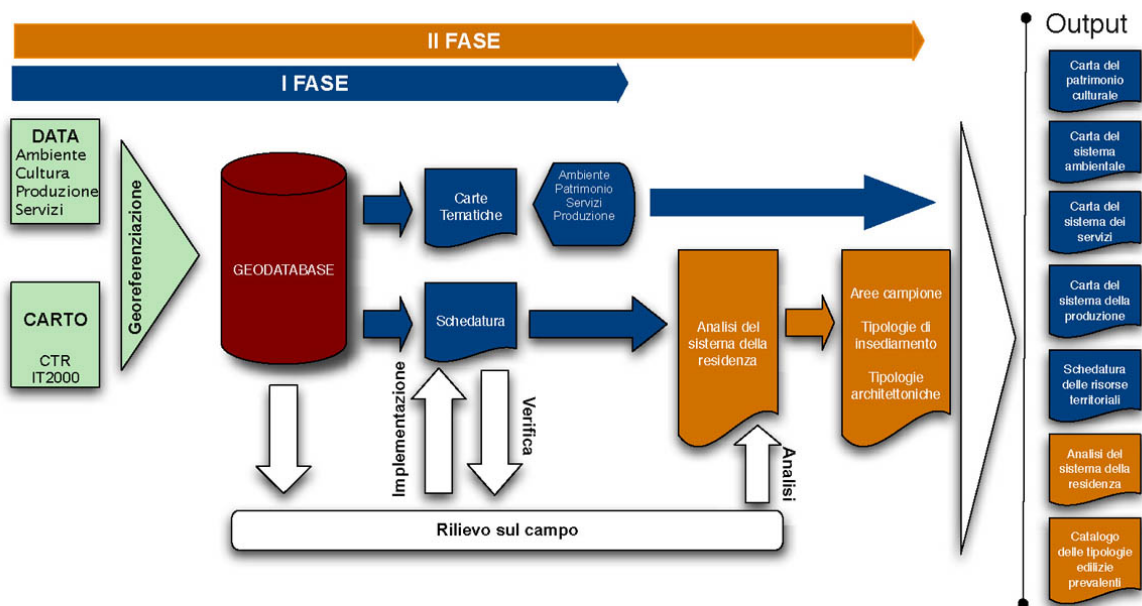 Output
II FASE
I FASE
DATA
Ambiente
Cultura
Produzione
Servizi
CARTO
CTR
IT2000
Georeferenziazione
GEODATABASE
Carte
Tematiche
Ambiente
Patrimonio
Servizi
Produzione
Schedatura
Implementazione
Verifica
Rilievo sul campo
Analisi del
sistema della
residenza
Analisi
Aree campione
Tipologie di
insediamento
Tipologie
architettoniche
Carta del
patrimonio
culturale
Carta del
sistema
ambientale
Carta del
sistema dei
servizi
Carta del
sistema della
produzione
Schedatura
delle risorse
territoriali
Analisi del
sistema della
residenza
Catalogo
delle tipologie
edilizie
prevalenti